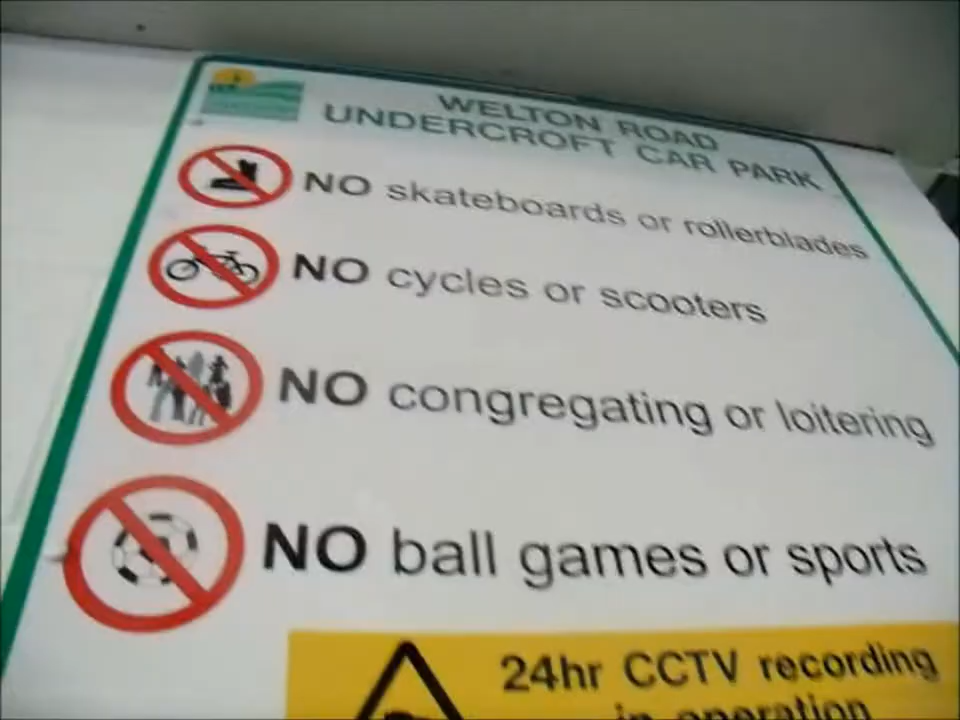 WELTON ROAD
UNDERCROFT CAR PARK
NO skateboards or rollerblades
NO cycles or scooters
NO congregating or loitering
NO ball games or sports
24hr CCTV recording
in operation